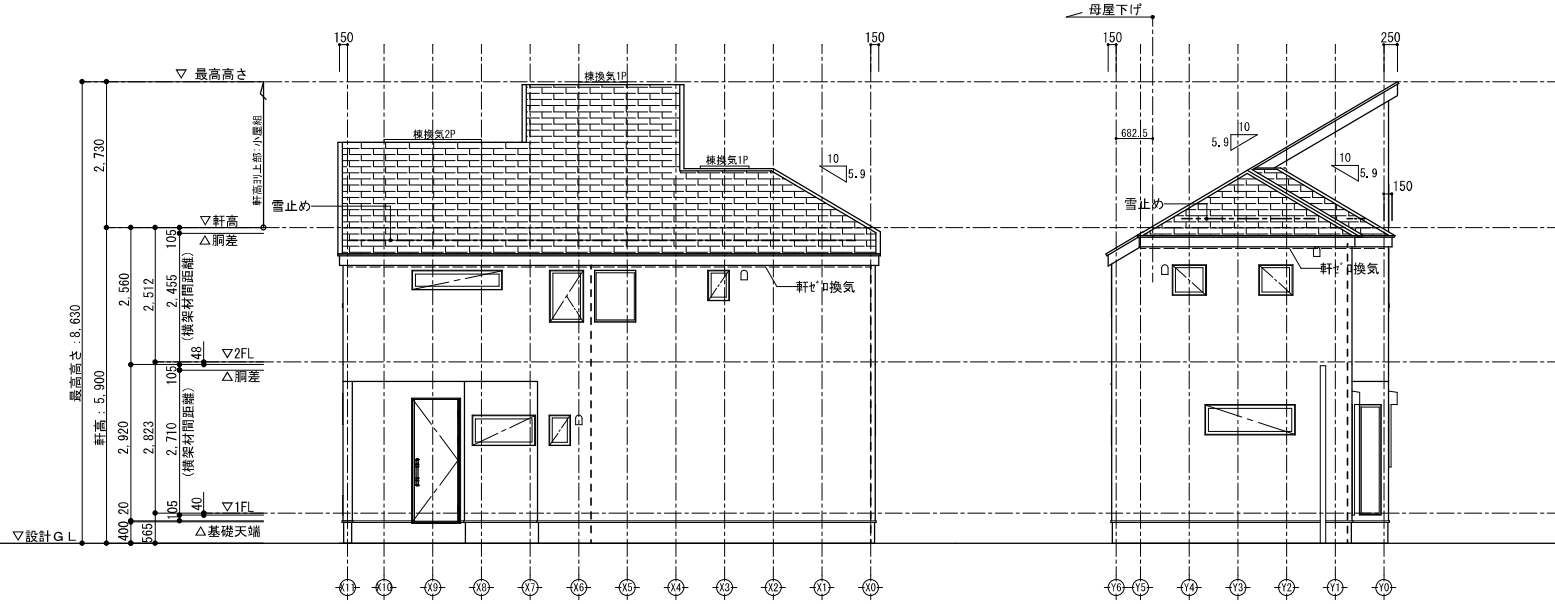 母屋下げ
150
150
150
250
▽ 最高高さ
棟換気1P
棟換気2P
棟換気1P
10
5.9
682.5
10
5.9
10
5.9
150
2,730
軒高ヨリ上部:小屋組
雪止め
雪止め
▽軒高
△胴差
105
最高高さ:8,630
軒高:5,900
2,560
2,512
2,455
(横架材間距離)
軒ゼロ換気
軒ゼロ換気
48
▽2FL
105
△胴差
2,920
2,823
2,710
(横架材間距離)
40
▽1FL
20
105
400
565
△基礎天端
▽設計GL
X11 X10 X9 X8 X7 X6 X5 X4 X3 X2 X1 X0
Y6 Y5 Y4 Y3 Y2 Y1 Y0